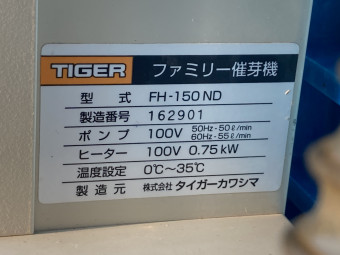 TIGER ファミリー催芽機
型式 FH-150ND
製造番号 162901
ポンプ 100V 50Hz-50ℓ/min
60Hz-55ℓ/min
ヒーター 100V 0.75kW
温度設定 0℃~35℃
製造元 株式会社 タイガーカワシマ